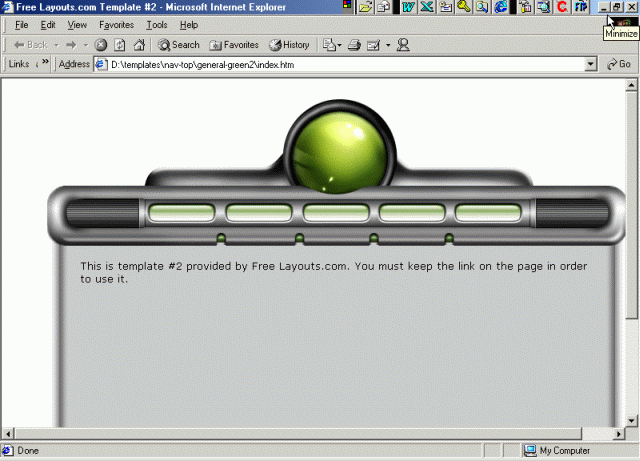 Free Layouts.com Template #2 - Microsoft Internet Explorer
File Edit View Favorites Tools Help
Minimize
Back Search Favorites History
Links » Address D:\templates\nav-top\general-green2\index.htm Go
This is template #2 provided by Free Layouts.com. You must keep the link on the page in order
to use it.
Done My Computer